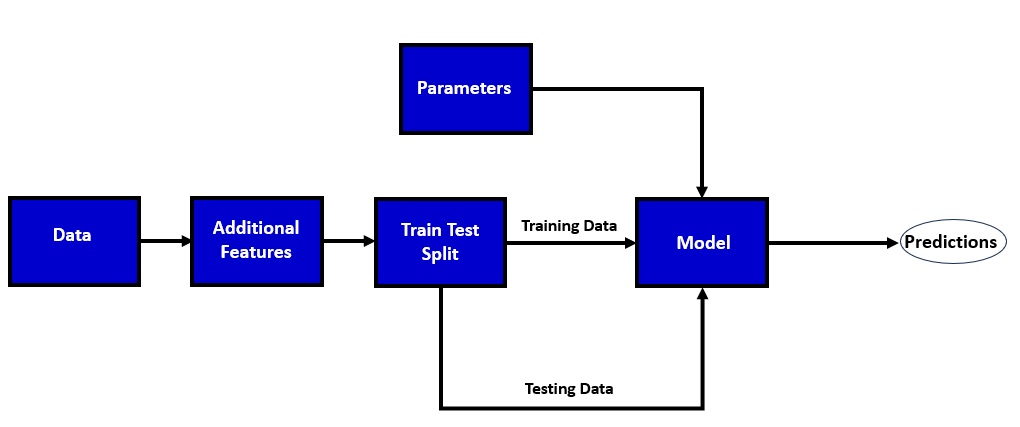 Parameters
Data
Additional
Features
Train Test
Split
Training Data
Model
Predictions
Testing Data